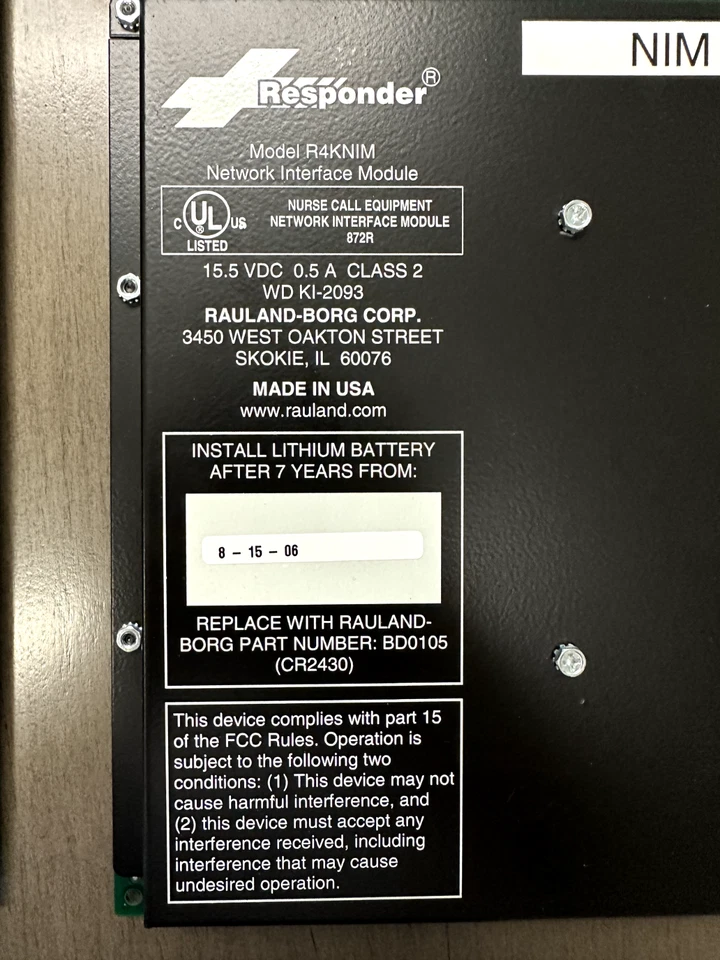 NIM
Responder®
Model R4KNIM
Network Interface Module
C UL® US
LISTED
NURSE CALL EQUIPMENT
NETWORK INTERFACE MODULE
872R
15.5 VDC 0.5 A CLASS 2
WD KI-2093
RAULAND-BORG CORP.
3450 WEST OAKTON STREET
SKOKIE, IL 60076
MADE IN USA
www.rauland.com
INSTALL LITHIUM BATTERY
AFTER 7 YEARS FROM:
8 – 15 – 06
REPLACE WITH RAULAND-
BORG PART NUMBER: BD0105
(CR2430)
This device complies with part 15
of the FCC Rules. Operation is
subject to the following two
conditions: (1) This device may not
cause harmful interference, and
(2) this device must accept any
interference received, including
interference that may cause
undesired operation.